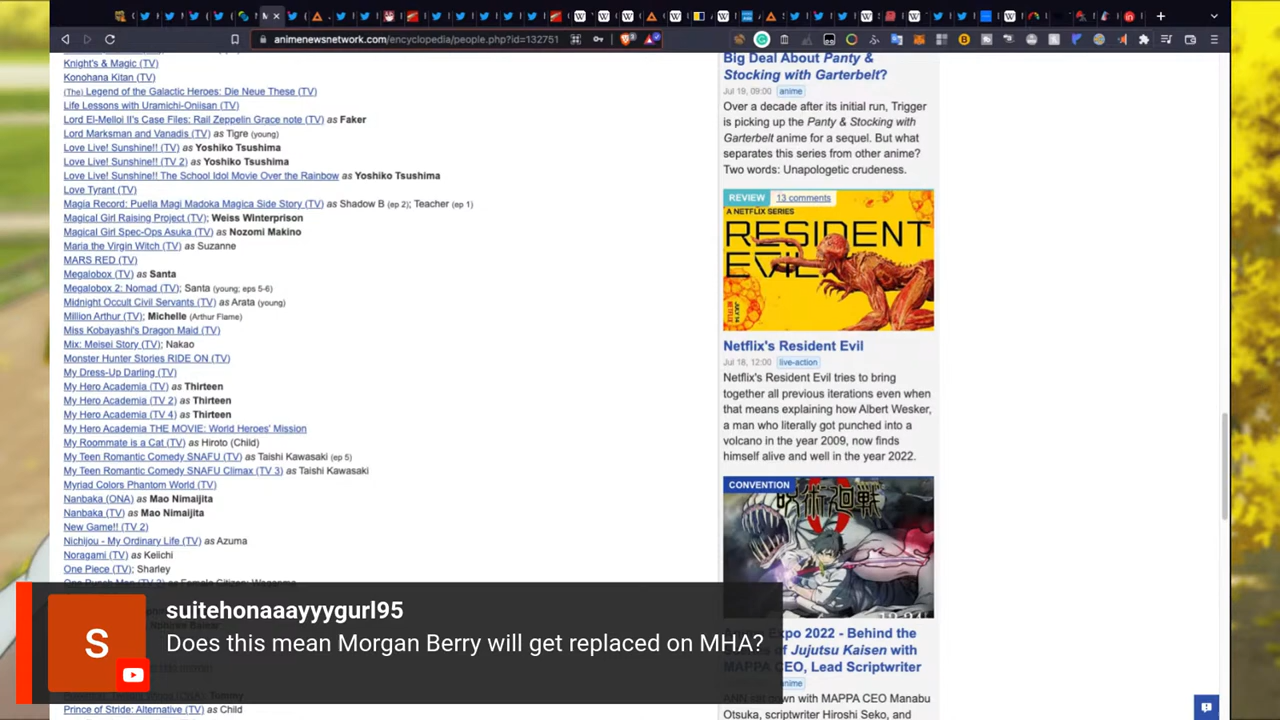 animenewsnetwork.com/encyclopedia/people.php?id=132751
Knight's & Magic (TV)
Konohana Kitan (TV)
(The) Legend of the Galactic Heroes: Die Neue These (TV)
Life Lessons with Uramichi-Oniisan (TV)
Lord El-Melloi II's Case Files: Rail Zeppelin Grace note (TV) as Faker
Lord Marksman and Vanadis (TV) as Tigre (young)
Love Live! Sunshine!! (TV) as Yoshiko Tsushima
Love Live! Sunshine!! (TV 2) as Yoshiko Tsushima
Love Live! Sunshine!! The School Idol Movie Over the Rainbow as Yoshiko Tsushima
Love Tyrant (TV)
Magia Record: Puella Magi Madoka Magica Side Story (TV) as Shadow B (ep 2); Teacher (ep 1)
Magical Girl Raising Project (TV); Weiss Winterprison
Magical Girl Spec-Ops Asuka (TV) as Nozomi Makino
Maria the Virgin Witch (TV) as Suzanne
MARS RED (TV)
Megalobox (TV) as Santa
Megalobox 2: Nomad (TV); Santa (young; eps 5-6)
Midnight Occult Civil Servants (TV) as Arata (young)
Million Arthur (TV); Michelle (Arthur Flame)
Miss Kobayashi's Dragon Maid (TV)
Mix: Meisei Story (TV); Nakao
Monster Hunter Stories RIDE ON (TV)
My Dress-Up Darling (TV)
My Hero Academia (TV) as Thirteen
My Hero Academia (TV 2) as Thirteen
My Hero Academia (TV 4) as Thirteen
My Hero Academia THE MOVIE: World Heroes' Mission
My Roommate is a Cat (TV) as Hiroto (Child)
My Teen Romantic Comedy SNAFU (TV) as Taishi Kawasaki (ep 5)
My Teen Romantic Comedy SNAFU Climax (TV 3) as Taishi Kawasaki
Myriad Colors Phantom World (TV)
Nanbaka (ONA) as Mao Nimaijita
Nanbaka (TV) as Mao Nimaijita
New Game!! (TV 2)
Nichijou - My Ordinary Life (TV) as Azuma
Noragami (TV) as Keiichi
One Piece (TV); Sharley
Prince of Stride: Alternative (TV) as Child
Big Deal About Panty &
Stocking with Garterbelt?
Jul 19, 09:00 anime
Over a decade after its initial run, Trigger
is picking up the Panty & Stocking with
Garterbelt anime for a sequel. But what
separates this series from other anime?
Two words: Unapologetic crudeness.
REVIEW 13 comments
A NETFLIX SERIES
RESIDENT
EVIL
Netflix's Resident Evil
Jul 18, 12:00 live-action
Netflix's Resident Evil tries to bring
together all previous iterations even when
that means explaining how Albert Wesker,
a man who literally got punched into a
volcano in the year 2009, now finds
himself alive and well in the year 2022.
CONVENTION
呪術廻戦
Expo 2022 - Behind the
of Jujutsu Kaisen with
MAPPA CEO, Lead Scriptwriter
anime
ANN sat down with MAPPA CEO Manabu
Otsuka, scriptwriter Hiroshi Seko, and
S
suitehonaaayyygurl95
Does this mean Morgan Berry will get replaced on MHA?